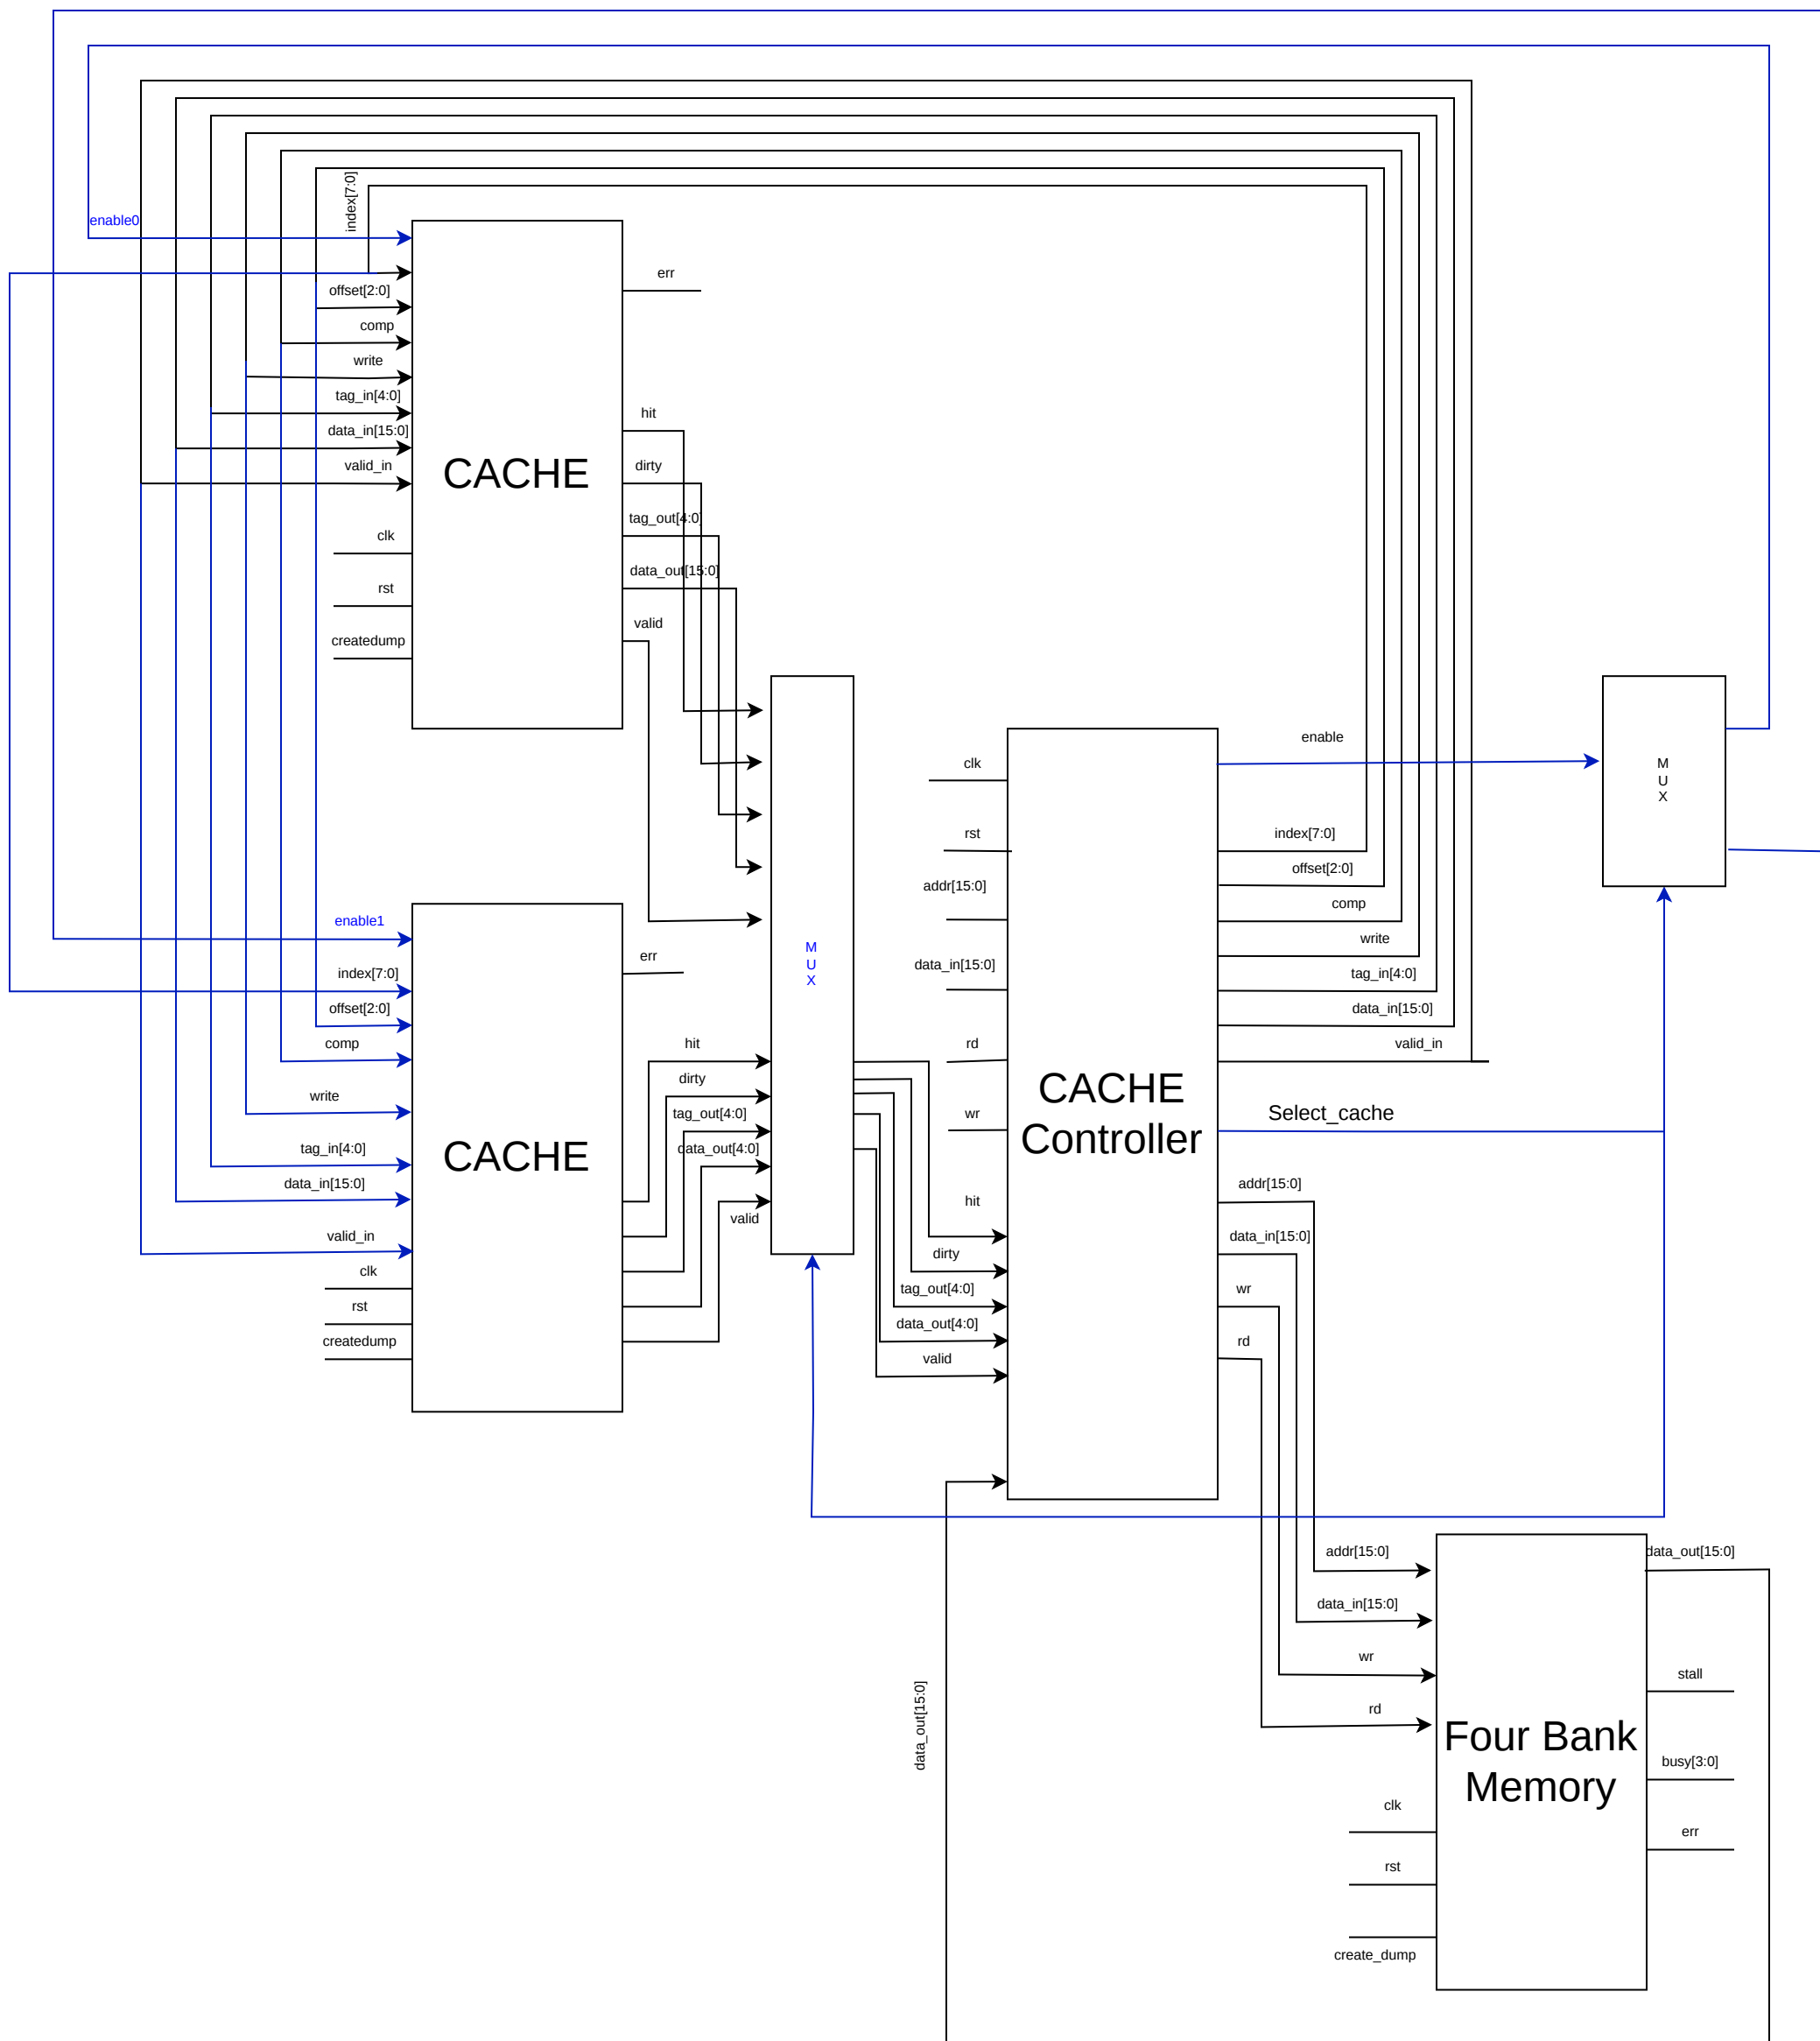 index[7:0]
enable0
offset[2:0]
comp
write
tag_in[4:0]
data_in[15:0]
valid_in
clk
rst
createdump
CACHE
err
hit
dirty
tag_out[4:0]
data_out[15:0]
valid
enable1
index[7:0]
offset[2:0]
comp
write
tag_in[4:0]
data_in[15:0]
valid_in
clk
rst
createdump
CACHE
err
hit
dirty
tag_out[4:0]
data_out[4:0]
valid
M
U
X
clk
rst
addr[15:0]
data_in[15:0]
rd
wr
hit
dirty
tag_out[4:0]
data_out[4:0]
valid
CACHE
Controller
enable
index[7:0]
offset[2:0]
comp
write
tag_in[4:0]
data_in[15:0]
valid_in
Select_cache
addr[15:0]
data_in[15:0]
wr
rd
M
U
X
data_out[15:0]
addr[15:0]
data_in[15:0]
wr
rd
clk
rst
create_dump
Four Bank
Memory
data_out[15:0]
stall
busy[3:0]
err